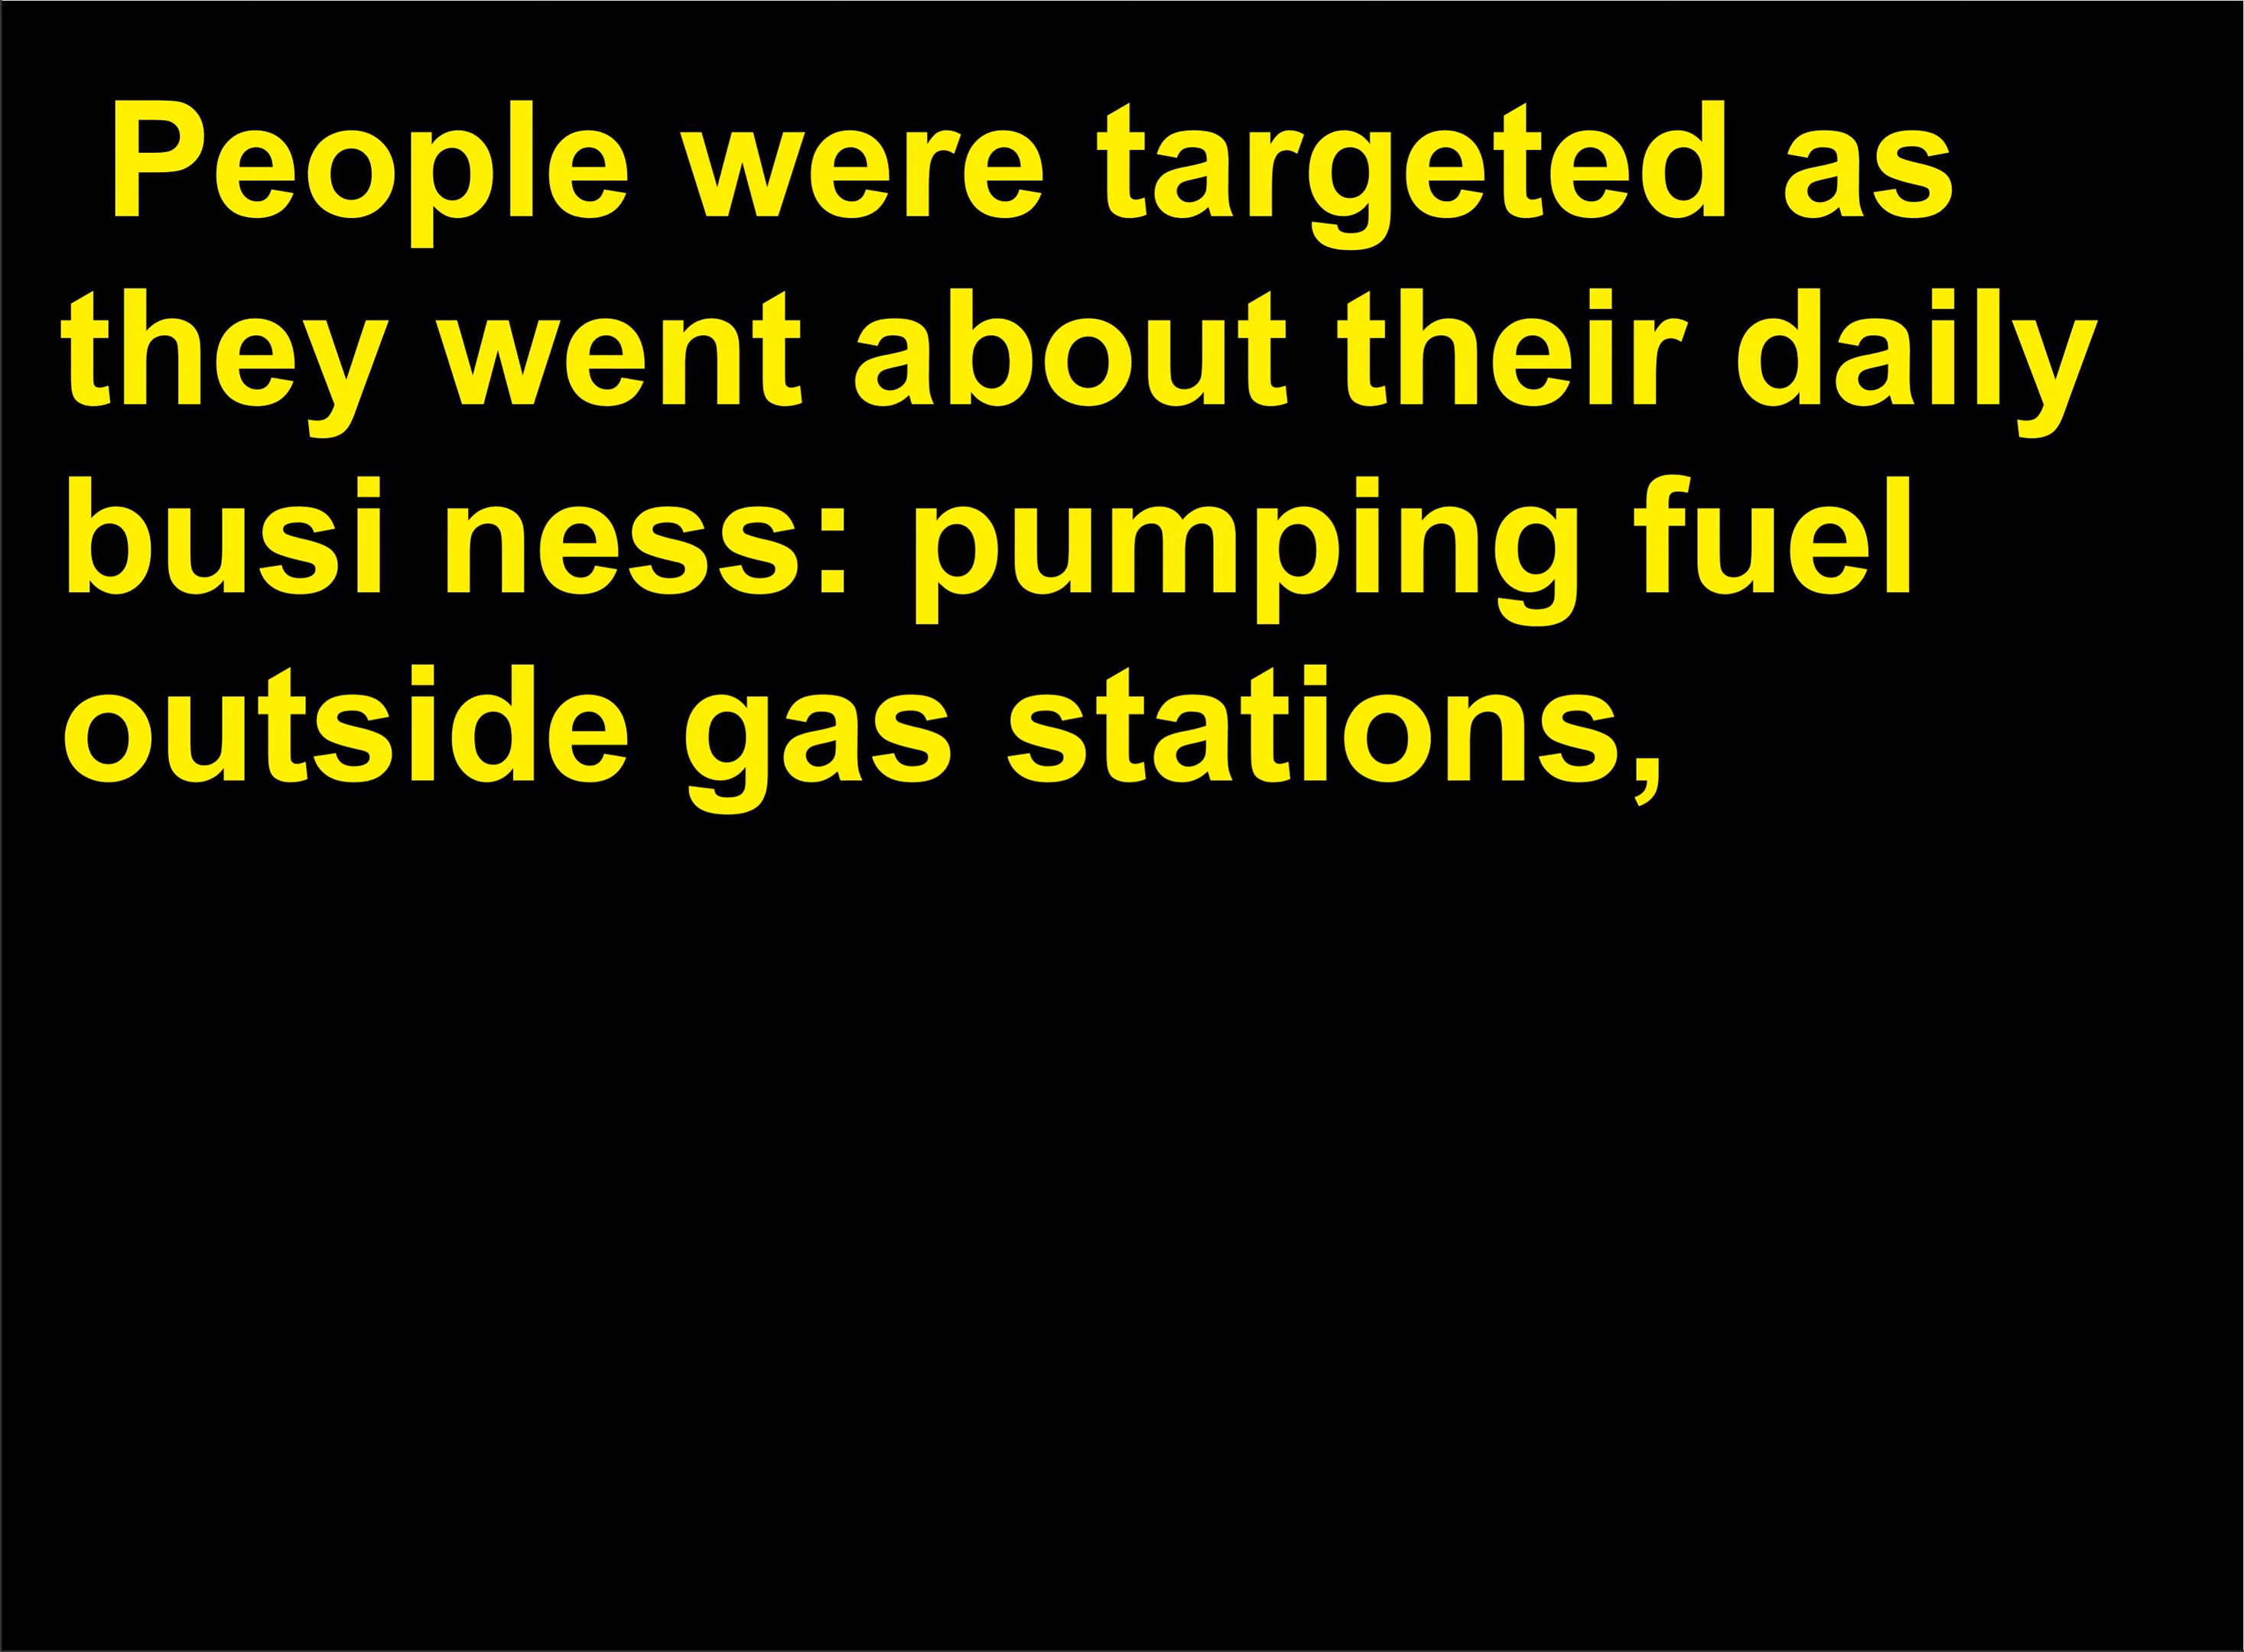 People were targeted as
they went about their daily
busi ness: pumping fuel
outside gas stations,